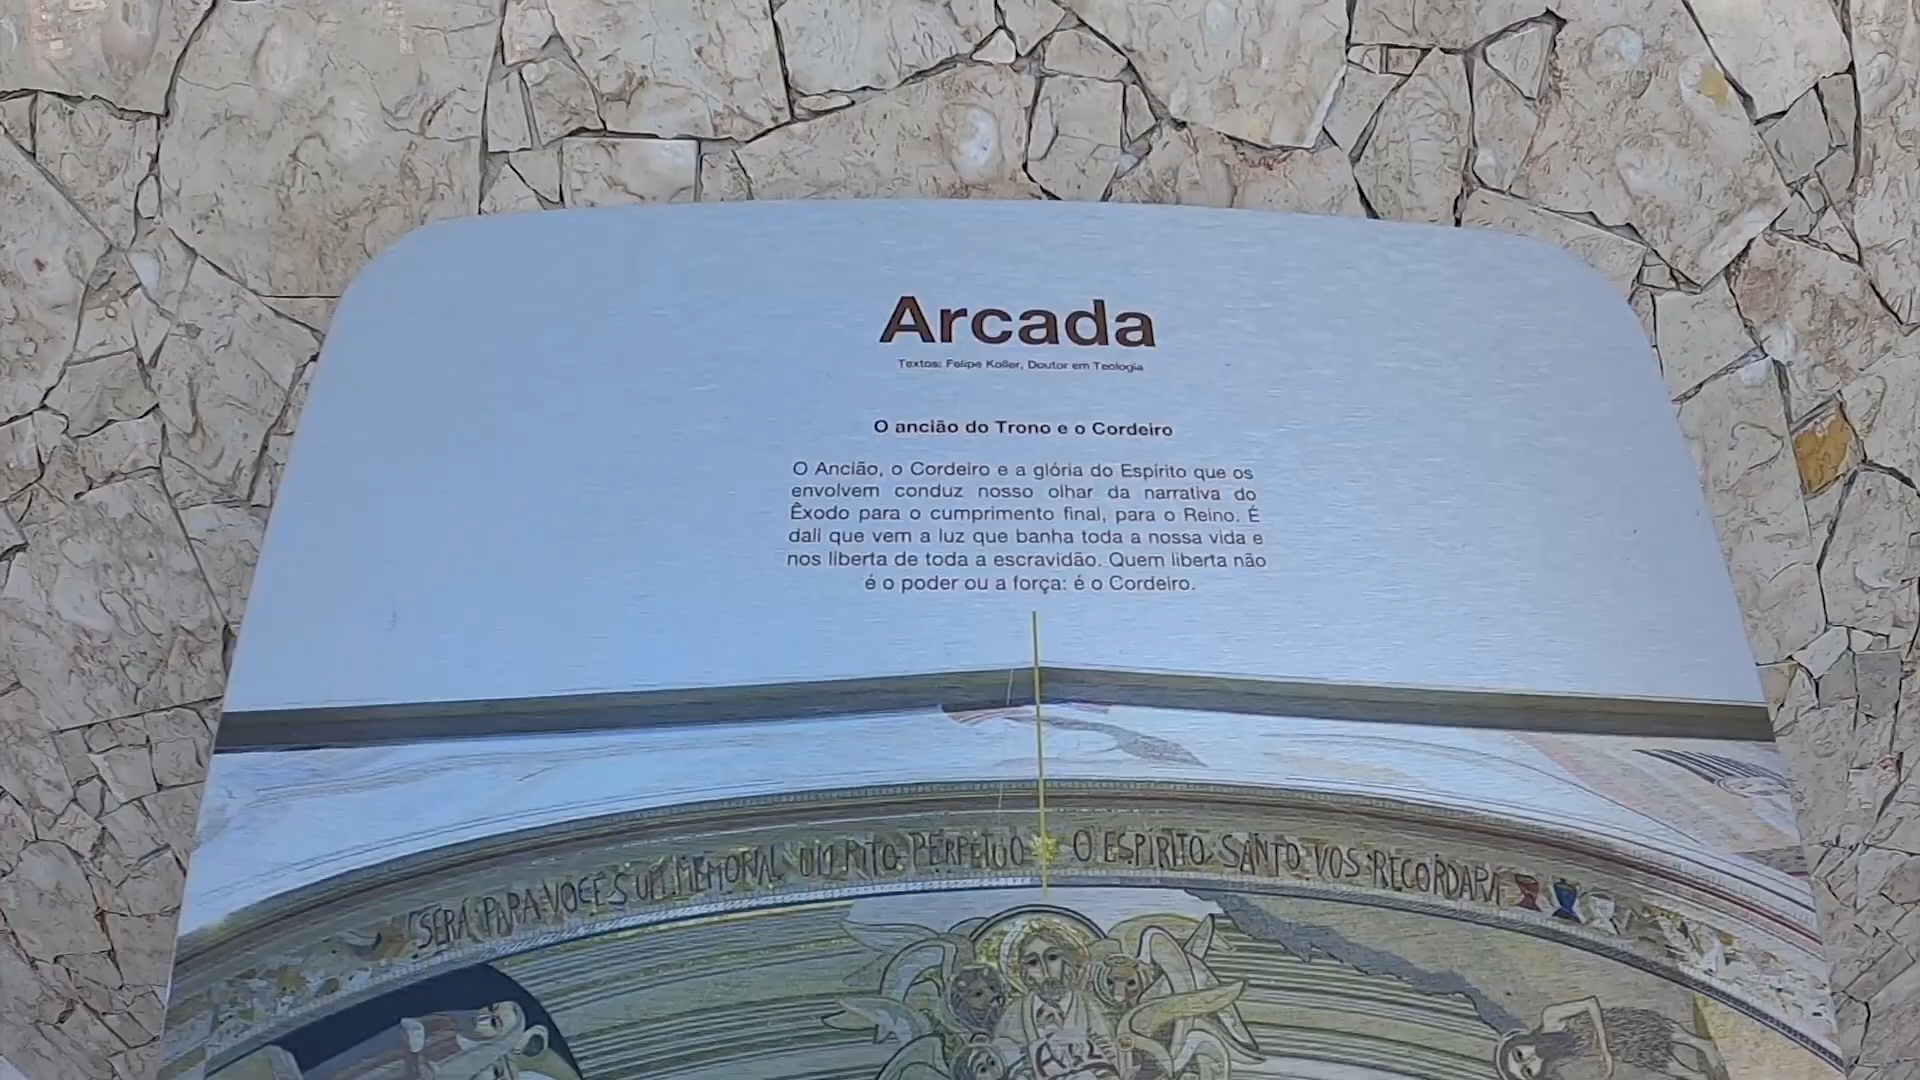 Arcada
Textos: Felipe Koller, Doutor em Teologia
O ancião do Trono e o Cordeiro
O Ancião, o Cordeiro e a glória do Espírito que os
envolvem conduz nosso olhar da narrativa do
Êxodo para o cumprimento final, para o Reino. É
dali que vem a luz que banha toda a nossa vida e
nos liberta de toda a escravidão. Quem liberta não
é o poder ou a força: é o Cordeiro.
SERÁ PARA VOCÊS UM MEMORIAL RITO PERPÉTUO O ESPÍRITO SANTO VOS RECORDARÁ